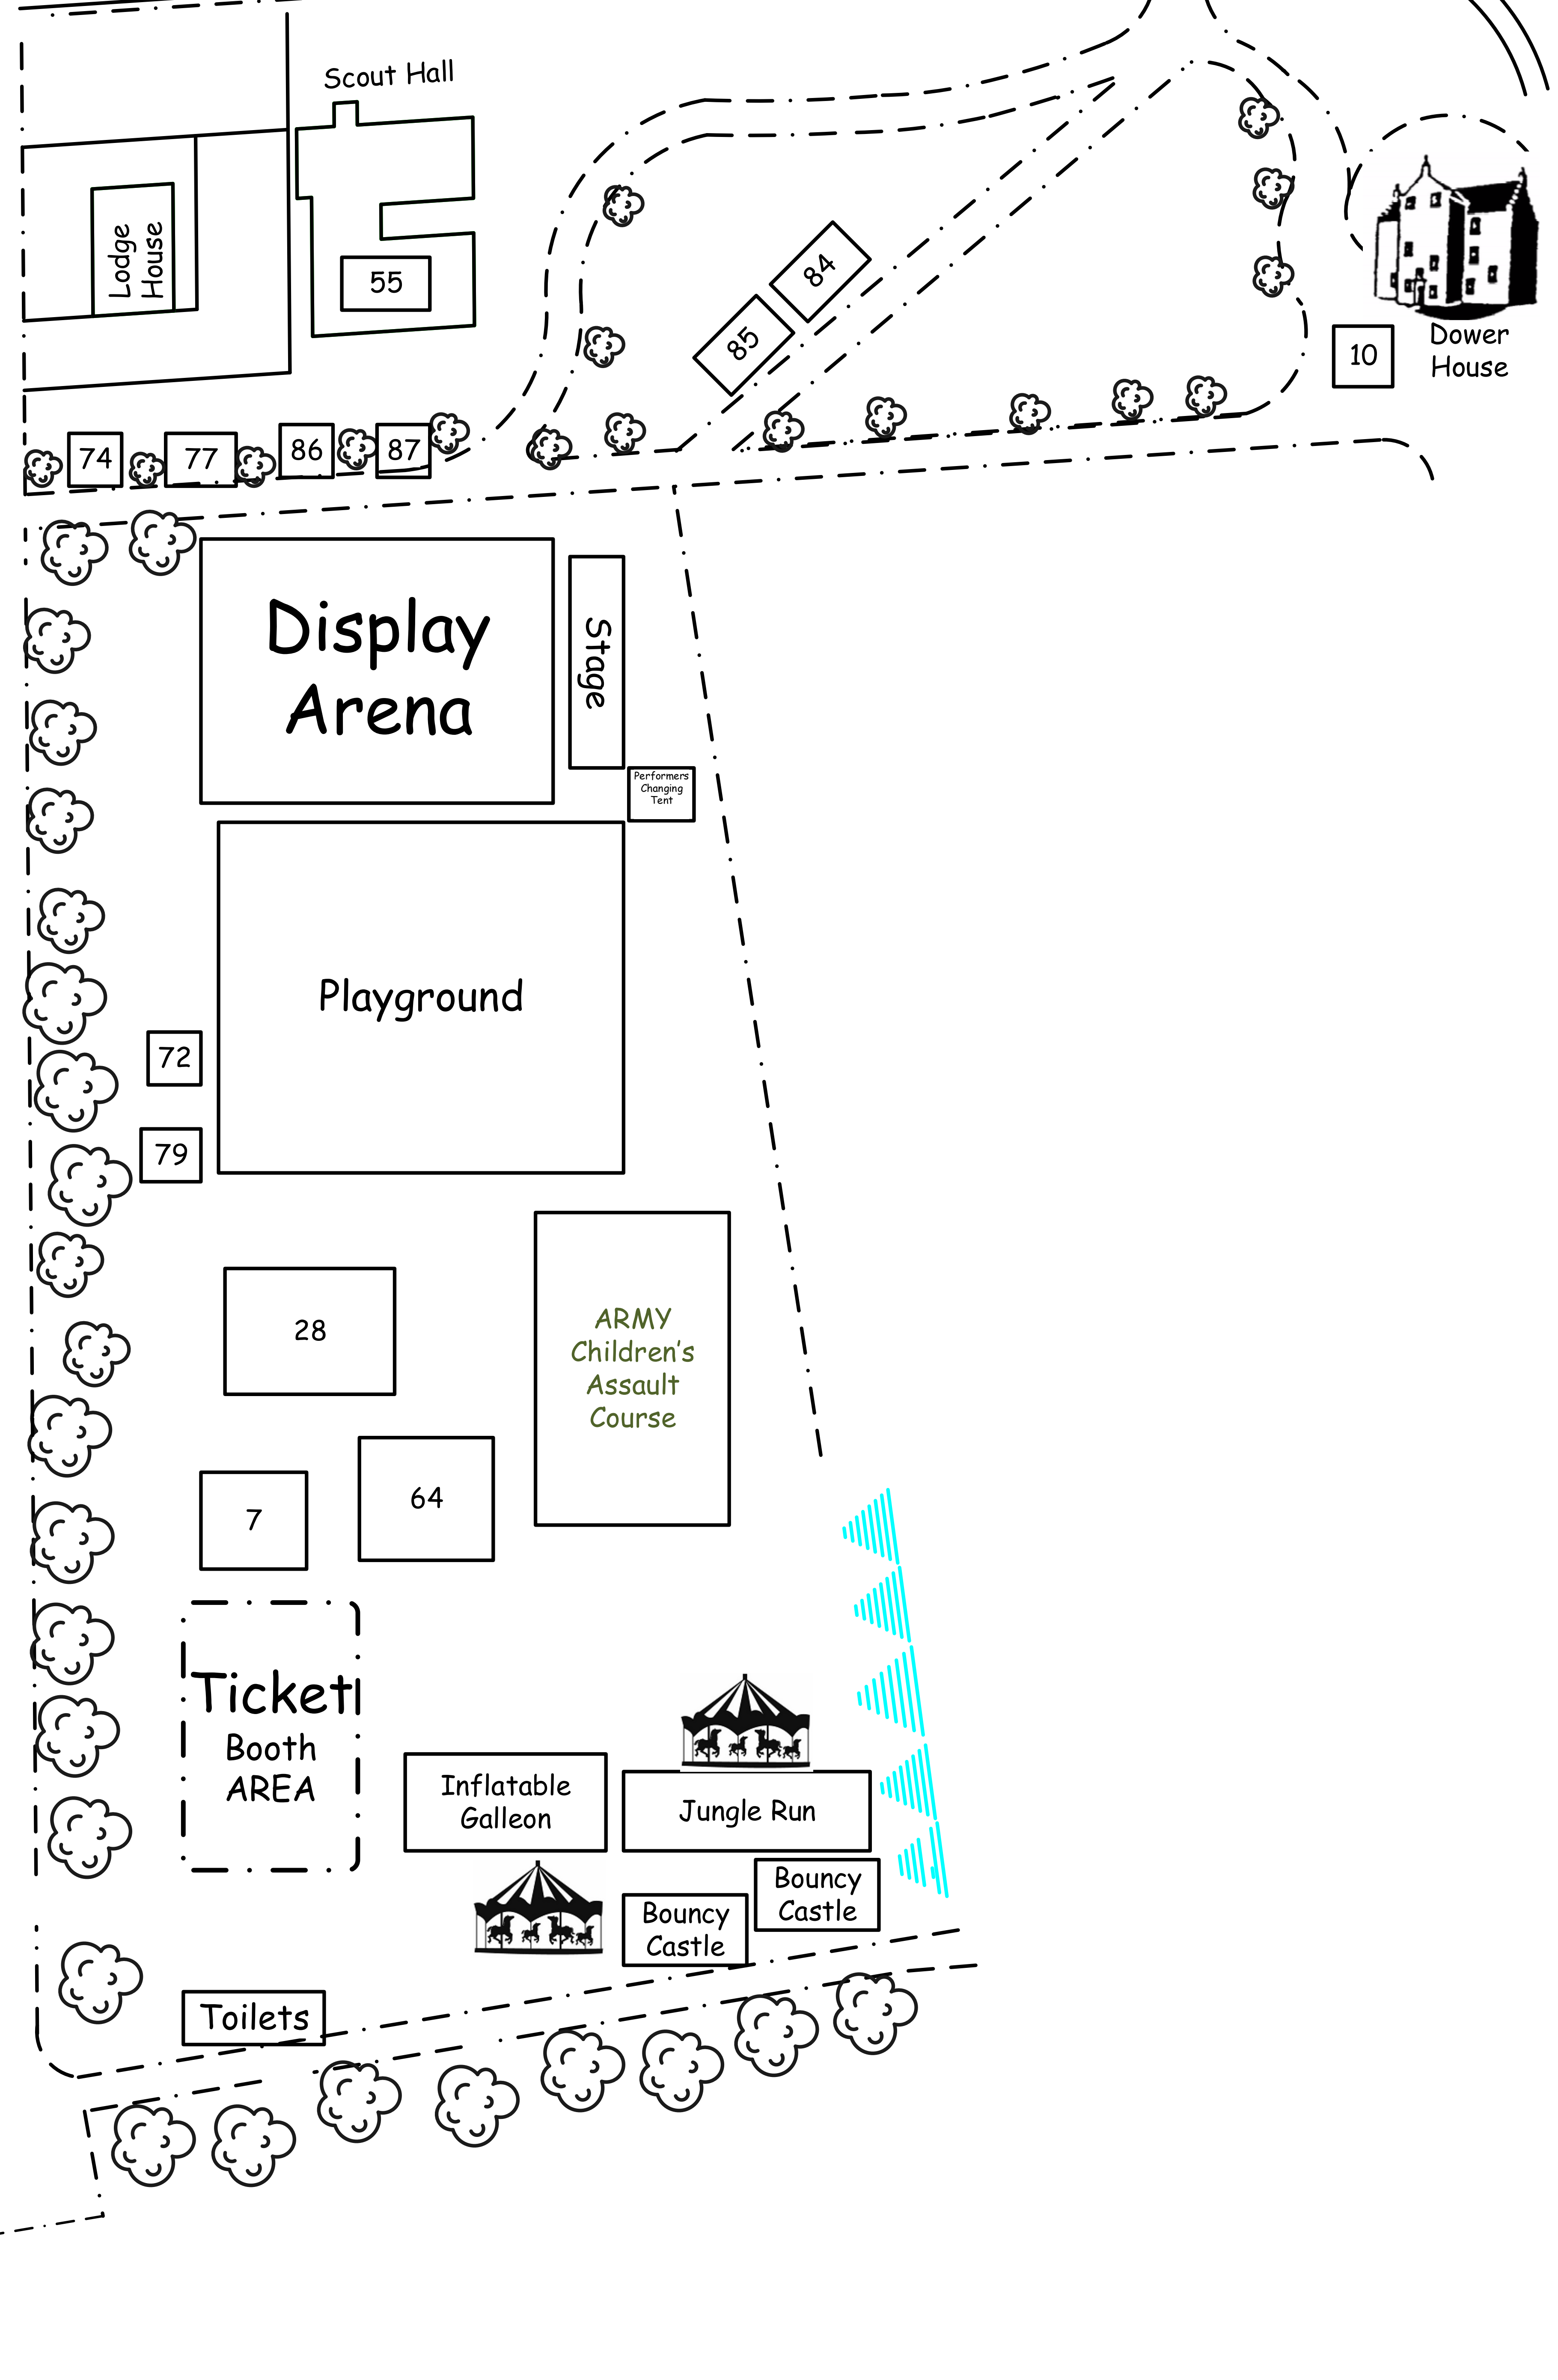 Scout Hall
Lodge
House
55
84
85
10
Dower
House
74
77
86
87
Display
Arena
Stage
Performers
Changing
Tent
Playground
72
79
28
ARMY
Children's
Assault
Course
64
7
Ticket
Booth
AREA
Inflatable
Galleon
Jungle Run
Bouncy
Castle
Bouncy
Castle
Toilets